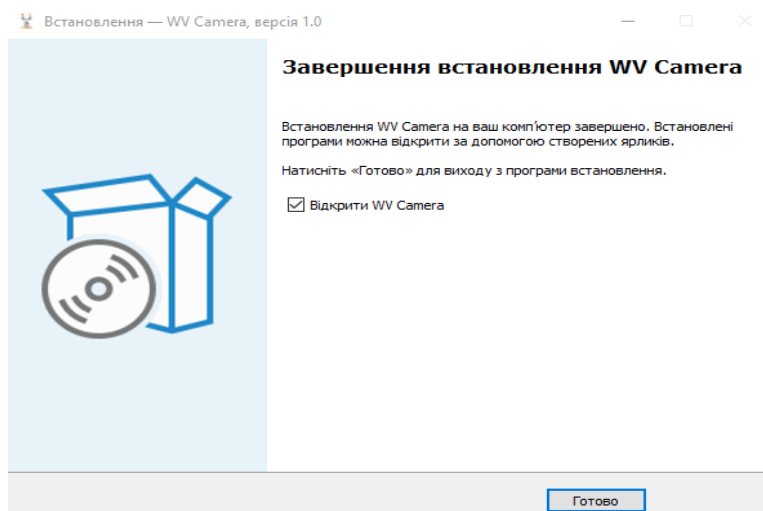 Встановлення — WV Camera, версія 1.0
Завершення встановлення WV Camera
Встановлення WV Camera на ваш комп'ютер завершено. Встановлені
програми можна відкрити за допомогою створених ярликів.
Натисніть «Готово» для виходу з програми встановлення.
Відкрити WV Camera
Готово